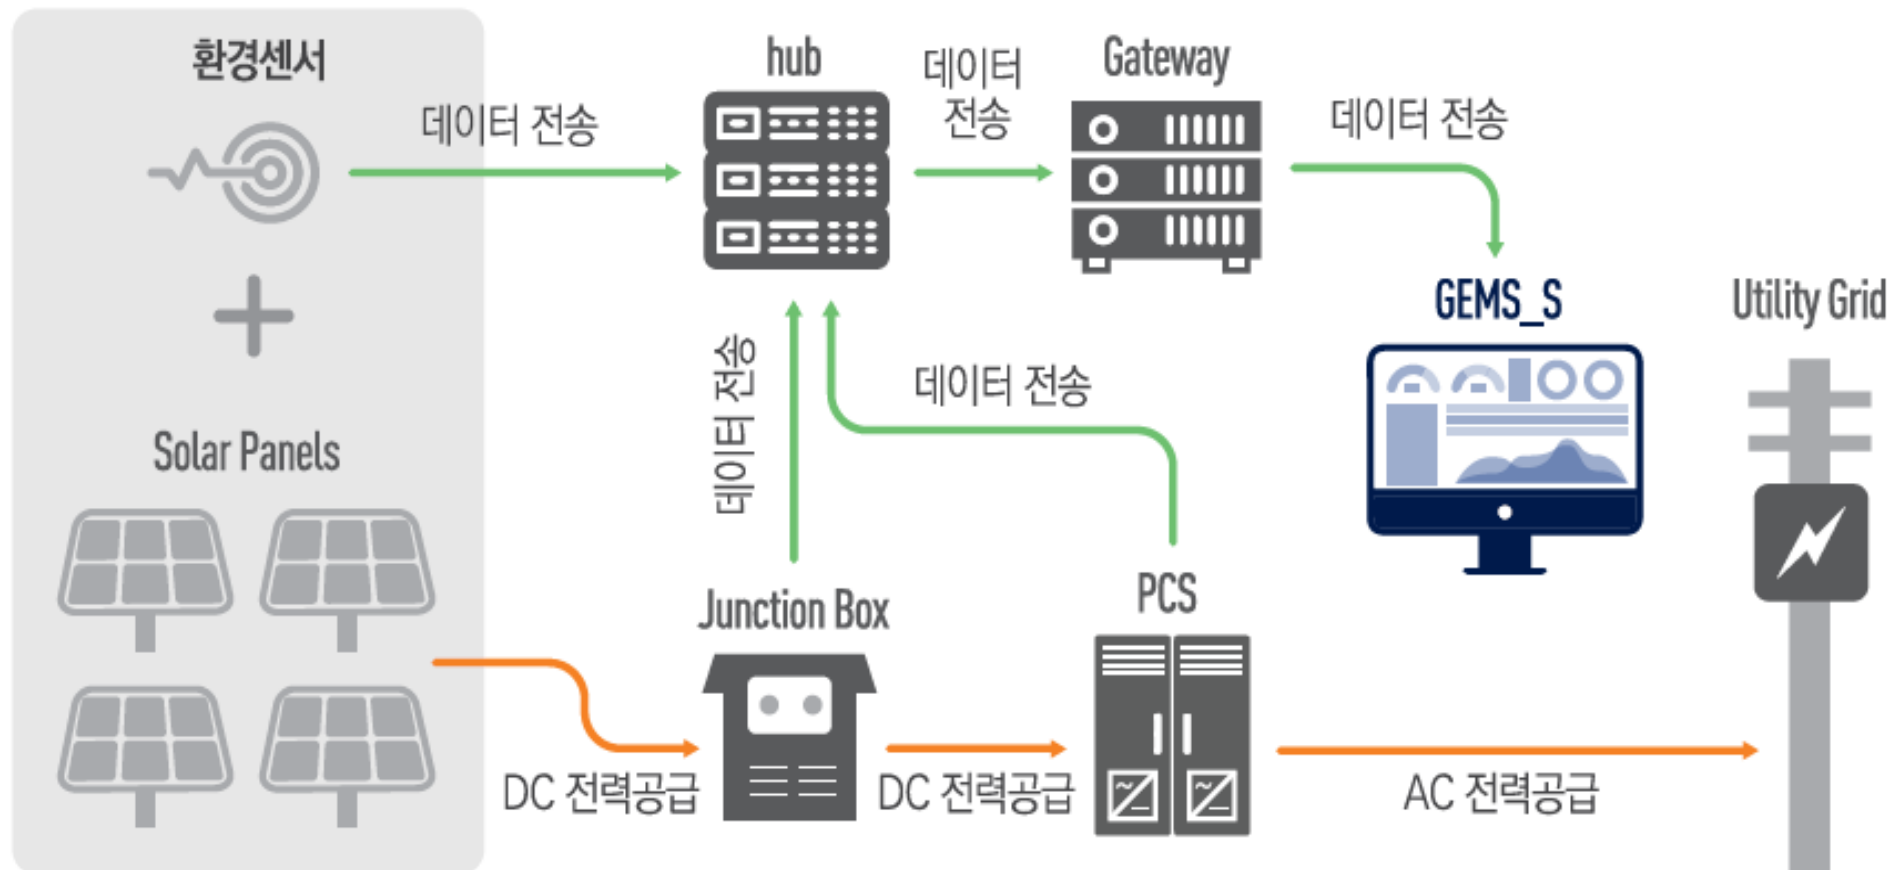 환경센서
데이터 전송
hub
데이터
전송
Gateway
데이터 전송
GEMS_S
Utility Grid
데이터 전송
데이터 전송
Solar Panels
Junction Box
PCS
DC 전력공급
DC 전력공급
AC 전력공급